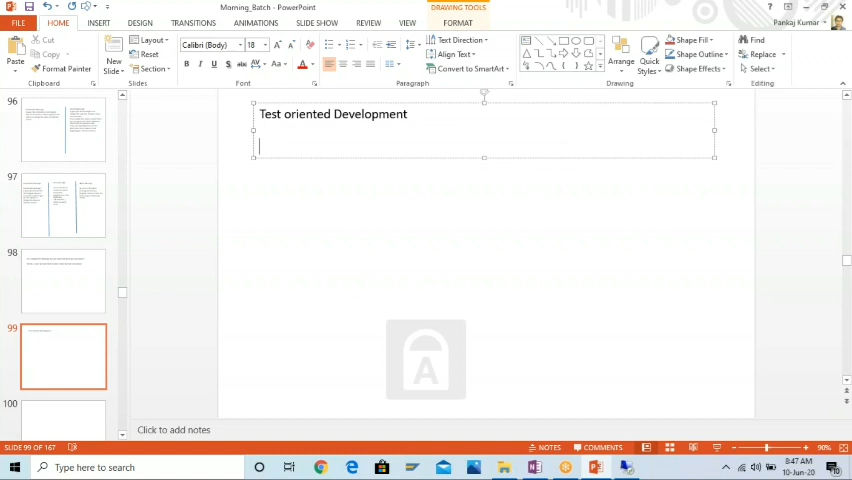 Morning_Batch - PowerPoint
DRAWING TOOLS
FILE HOME INSERT DESIGN TRANSITIONS ANIMATIONS SLIDE SHOW REVIEW VIEW FORMAT
Pankaj Kumar
Paste
Cut
Copy
Format Painter
Clipboard
New
Slide
Layout
Reset
Section
Slides
Calibri (Body) 18
B I U S abc AV Aa A
Font
Paragraph
Text Direction
Align Text
Convert to SmartArt
Arrange
Quick
Styles
Shape Fill
Shape Outline
Shape Effects
Drawing
Find
Replace
Select
Editing
96
97
98
99
100
Test oriented Development
A
Click to add notes
SLIDE 99 OF 167
NOTES
COMMENTS
90%
Type here to search
8:47 AM
10-Jun-20